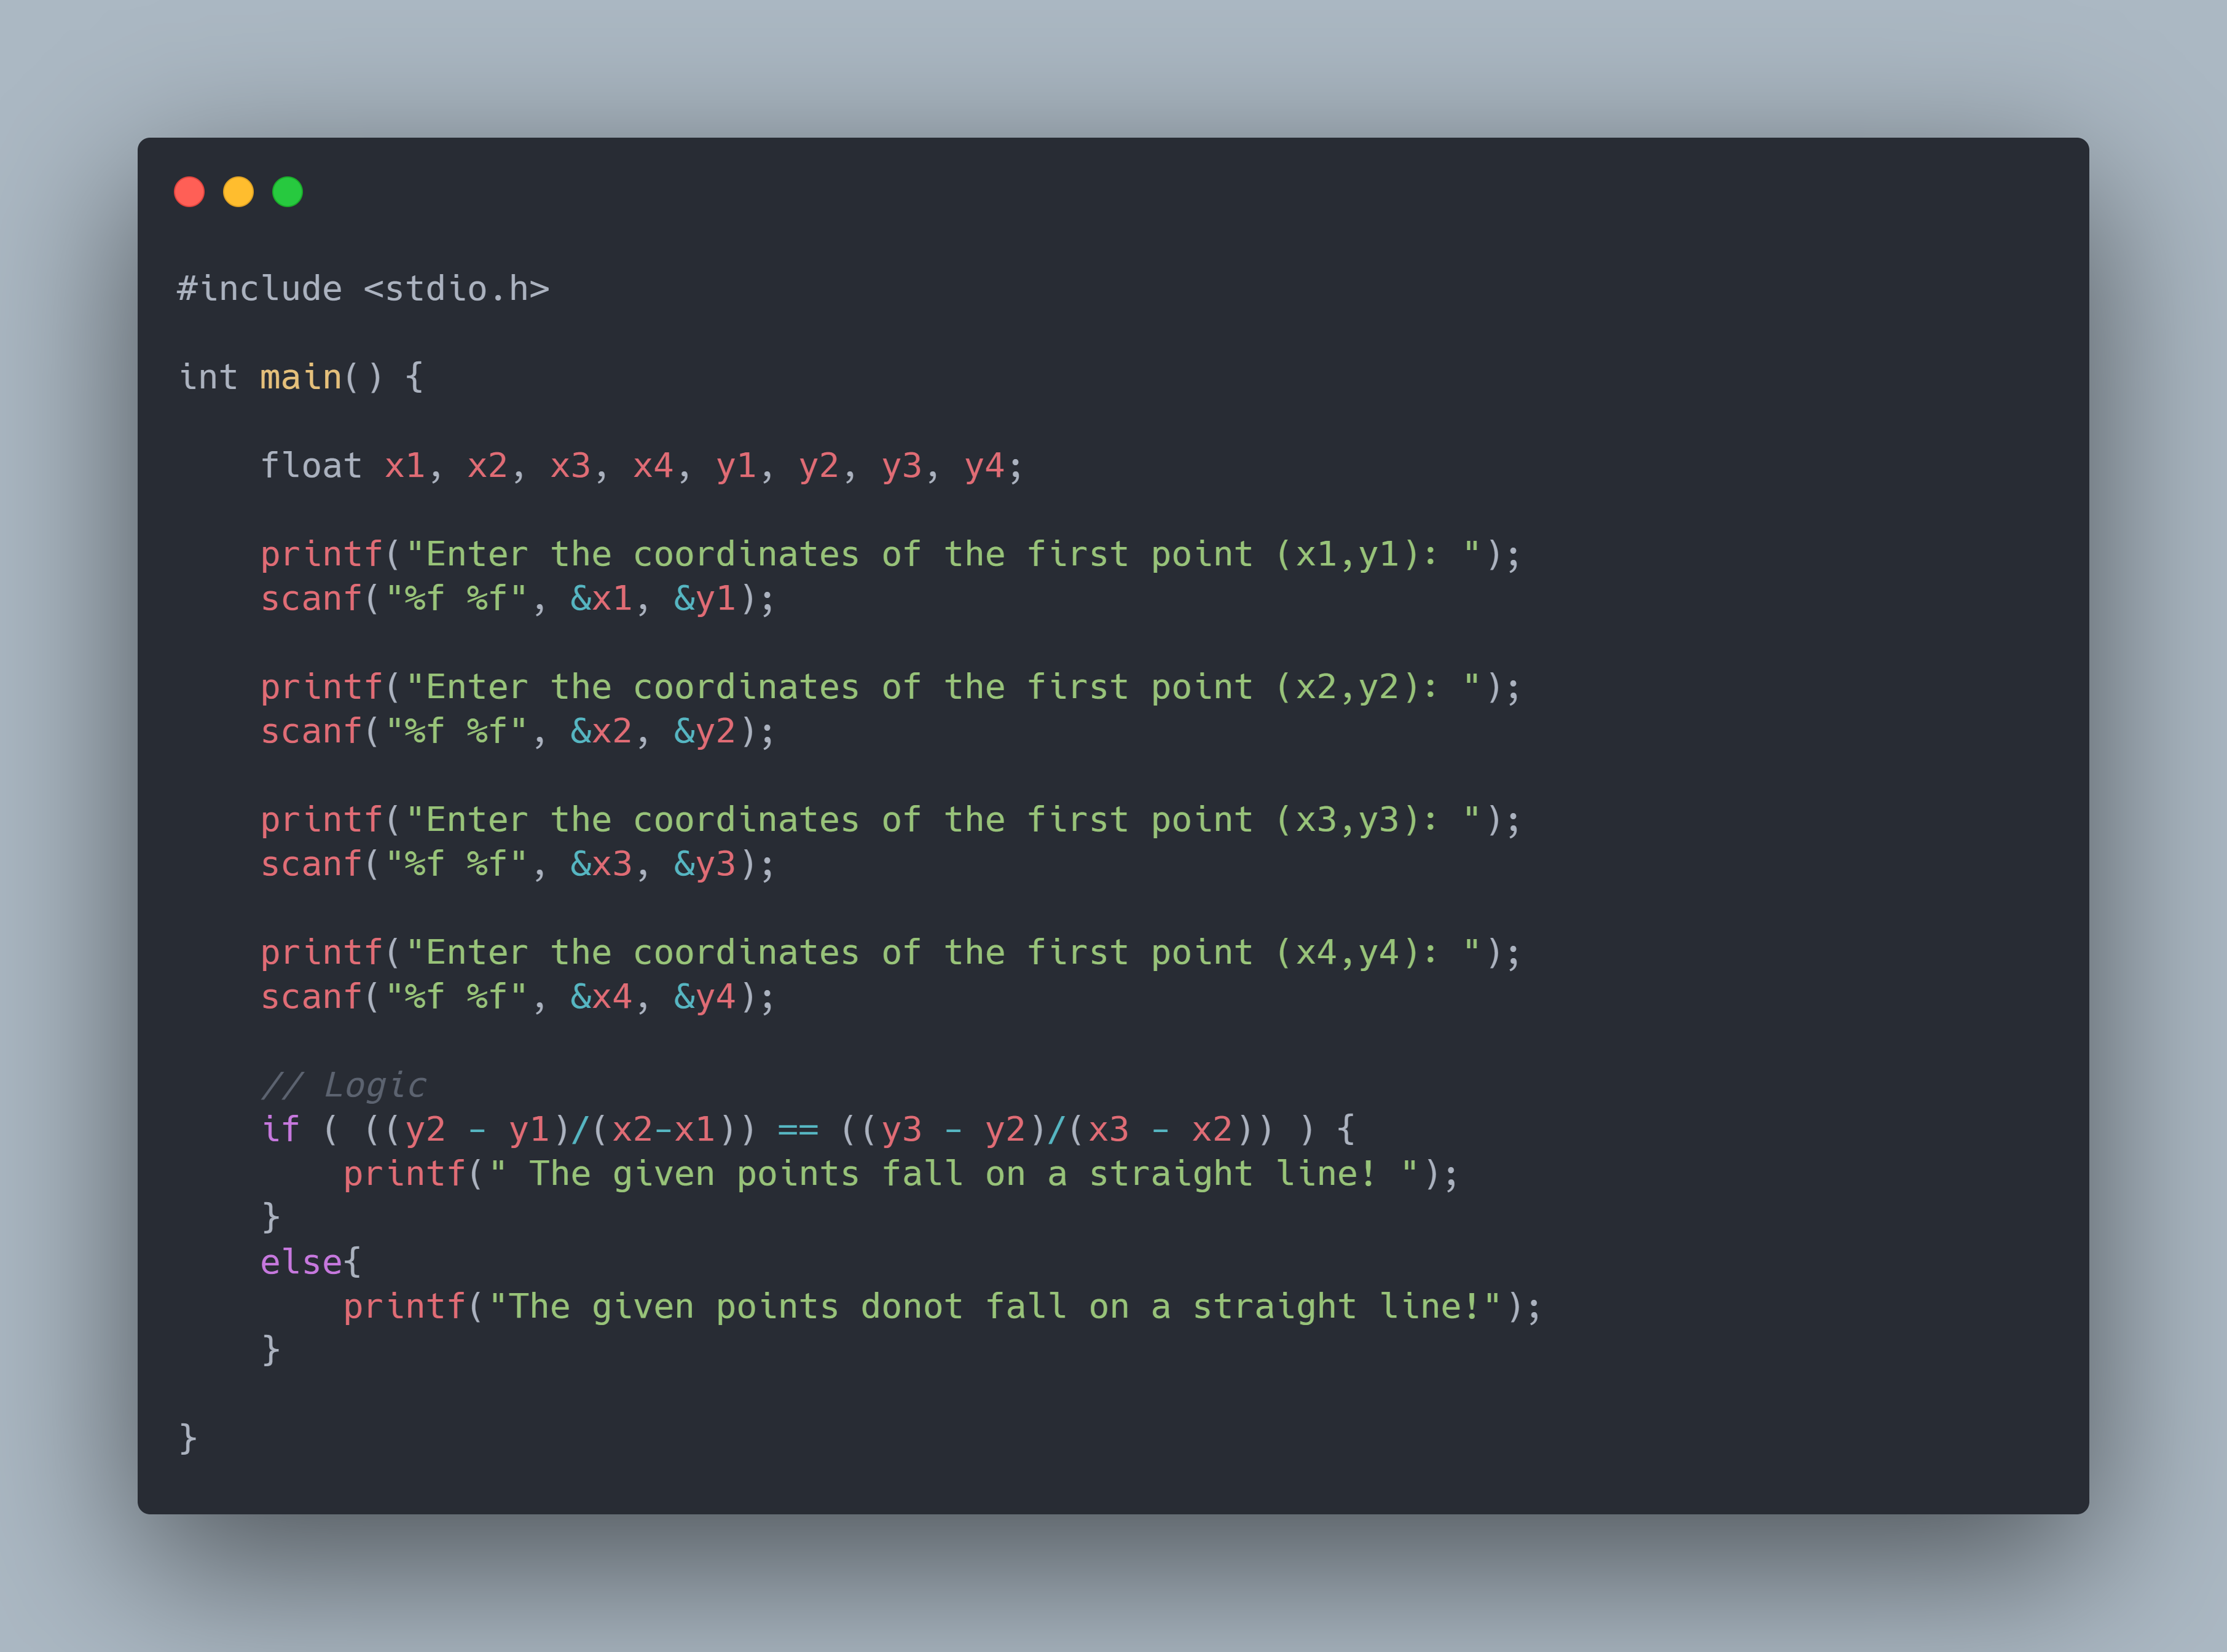 #include <stdio.h>
int main() {
    float x1, x2, x3, x4, y1, y2, y3, y4;
    printf("Enter the coordinates of the first point (x1,y1): ");
    scanf("%f %f", &x1, &y1);
    printf("Enter the coordinates of the first point (x2,y2): ");
    scanf("%f %f", &x2, &y2);
    printf("Enter the coordinates of the first point (x3,y3): ");
    scanf("%f %f", &x3, &y3);
    printf("Enter the coordinates of the first point (x4,y4): ");
    scanf("%f %f", &x4, &y4);
    // Logic
    if ( ((y2 - y1)/(x2-x1)) == ((y3 - y2)/(x3 - x2)) ) {
        printf(" The given points fall on a straight line! ");
    }
    else{
        printf("The given points donot fall on a straight line!");
    }
}